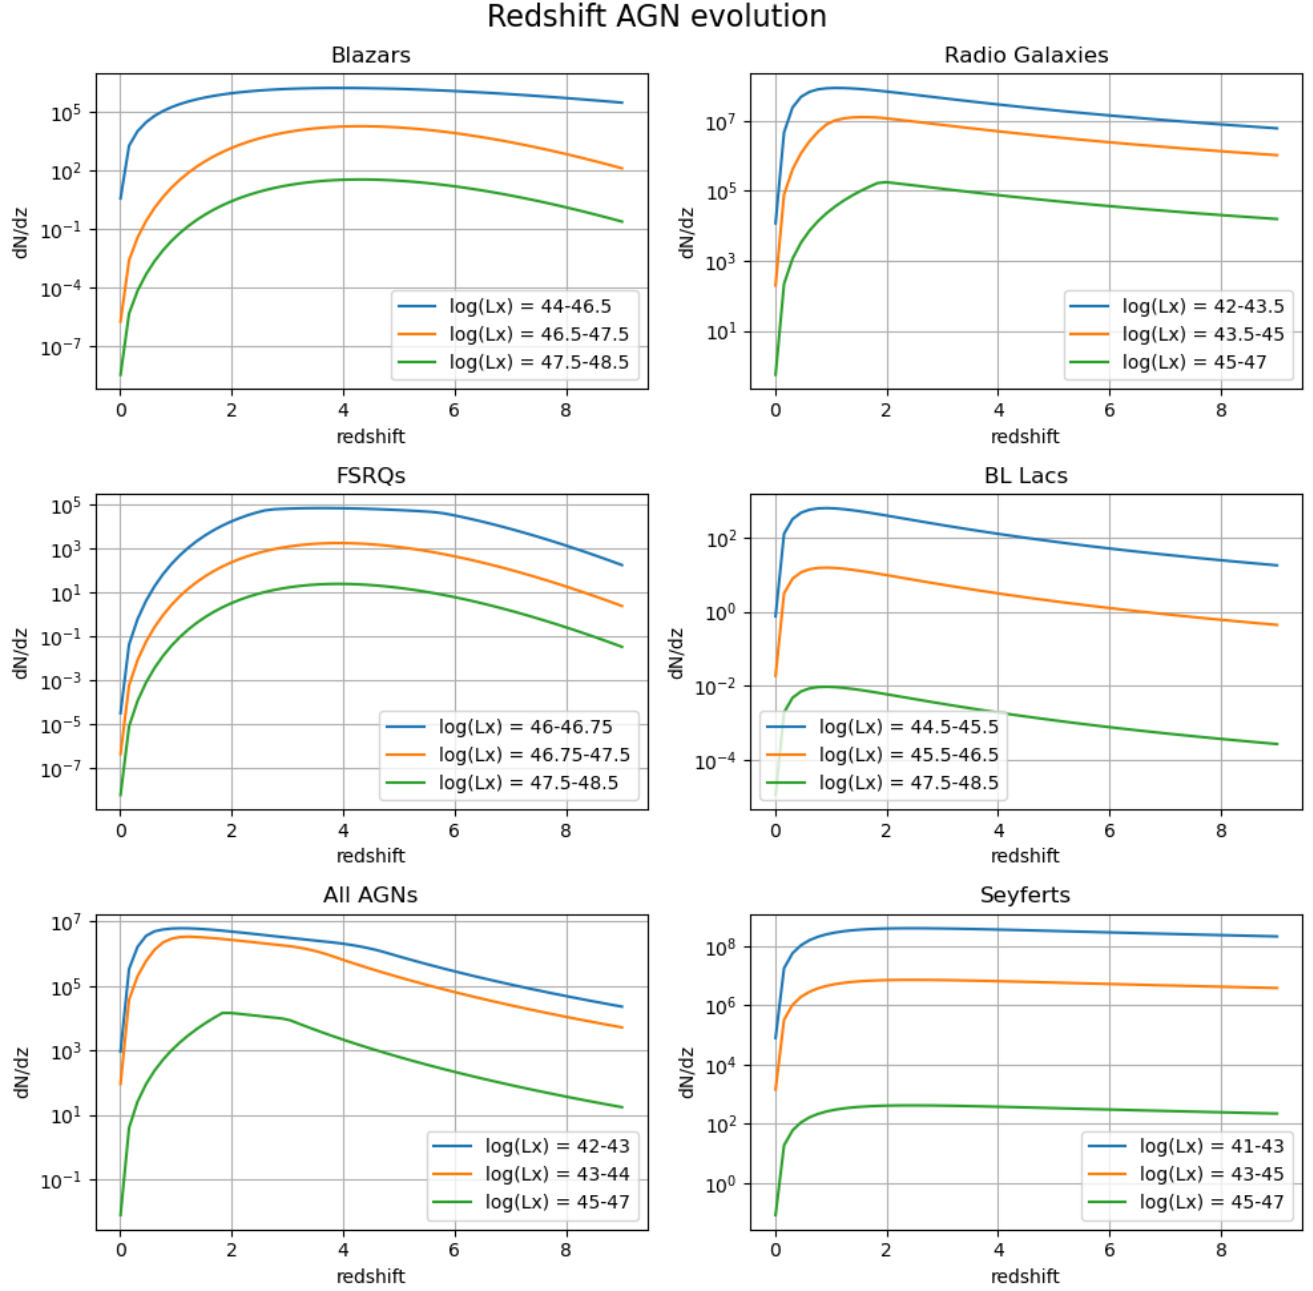 Redshift AGN evolution
Blazars
dN/dz
10^5
10^2
10^-1
10^-4
10^-7
log(Lx) = 44-46.5
log(Lx) = 46.5-47.5
log(Lx) = 47.5-48.5
0 2 4 6 8
redshift
Radio Galaxies
dN/dz
10^7
10^5
10^3
10^1
log(Lx) = 42-43.5
log(Lx) = 43.5-45
log(Lx) = 45-47
0 2 4 6 8
redshift
FSRQs
dN/dz
10^5
10^3
10^1
10^-1
10^-3
10^-5
10^-7
log(Lx) = 46-46.75
log(Lx) = 46.75-47.5
log(Lx) = 47.5-48.5
0 2 4 6 8
redshift
BL Lacs
dN/dz
10^2
10^0
10^-2
10^-4
log(Lx) = 44.5-45.5
log(Lx) = 45.5-46.5
log(Lx) = 47.5-48.5
0 2 4 6 8
redshift
All AGNs
dN/dz
10^7
10^5
10^3
10^1
10^-1
log(Lx) = 42-43
log(Lx) = 43-44
log(Lx) = 45-47
0 2 4 6 8
redshift
Seyferts
dN/dz
10^8
10^6
10^4
10^2
10^0
log(Lx) = 41-43
log(Lx) = 43-45
log(Lx) = 45-47
0 2 4 6 8
redshift